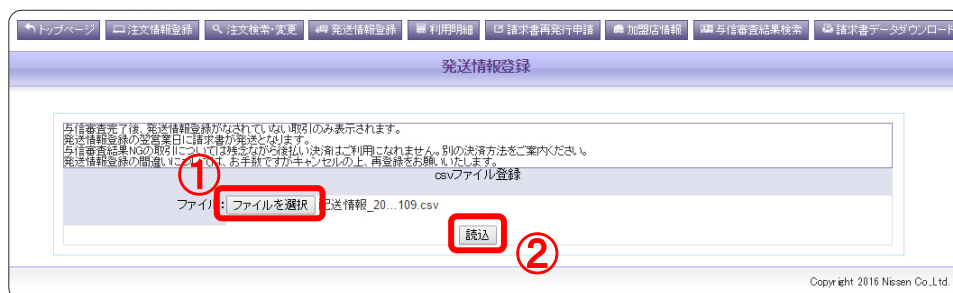 トップページ 注文情報登録 注文検索・変更 発送情報登録 利用明細 請求書再発行申請 加盟店情報 与信審査結果検索 請求書データダウンロード
発送情報登録
与信審査完了後、発送情報登録がなされていない取引のみ表示されます。
発送情報登録の翌営業日に請求書が発送となります。
与信審査結果NGの取引については残念ながら後払い決済はご利用になれません。別の決済方法をご案内ください。
発送情報登録の間違いについては、お手数ですがキャンセルの上、再登録をお願いいたします。
csvファイル登録
①
ファイル: ファイルを選択 配送情報_20...109.csv
読込
②
Copyright 2016 Nissen Co.,Ltd.